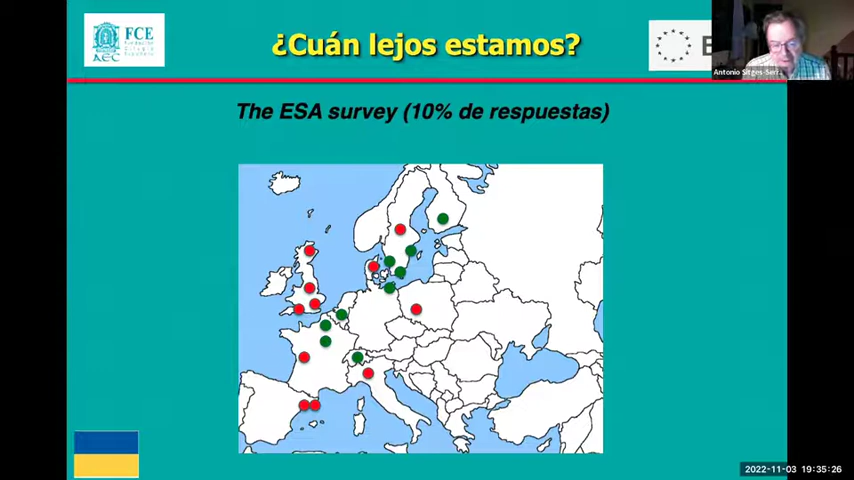 FCE
AEC
¿Cuán lejos estamos?
E
Antonio Sitges-Serr...
The ESA survey (10% de respuestas)
2022-11-03 19:35:26